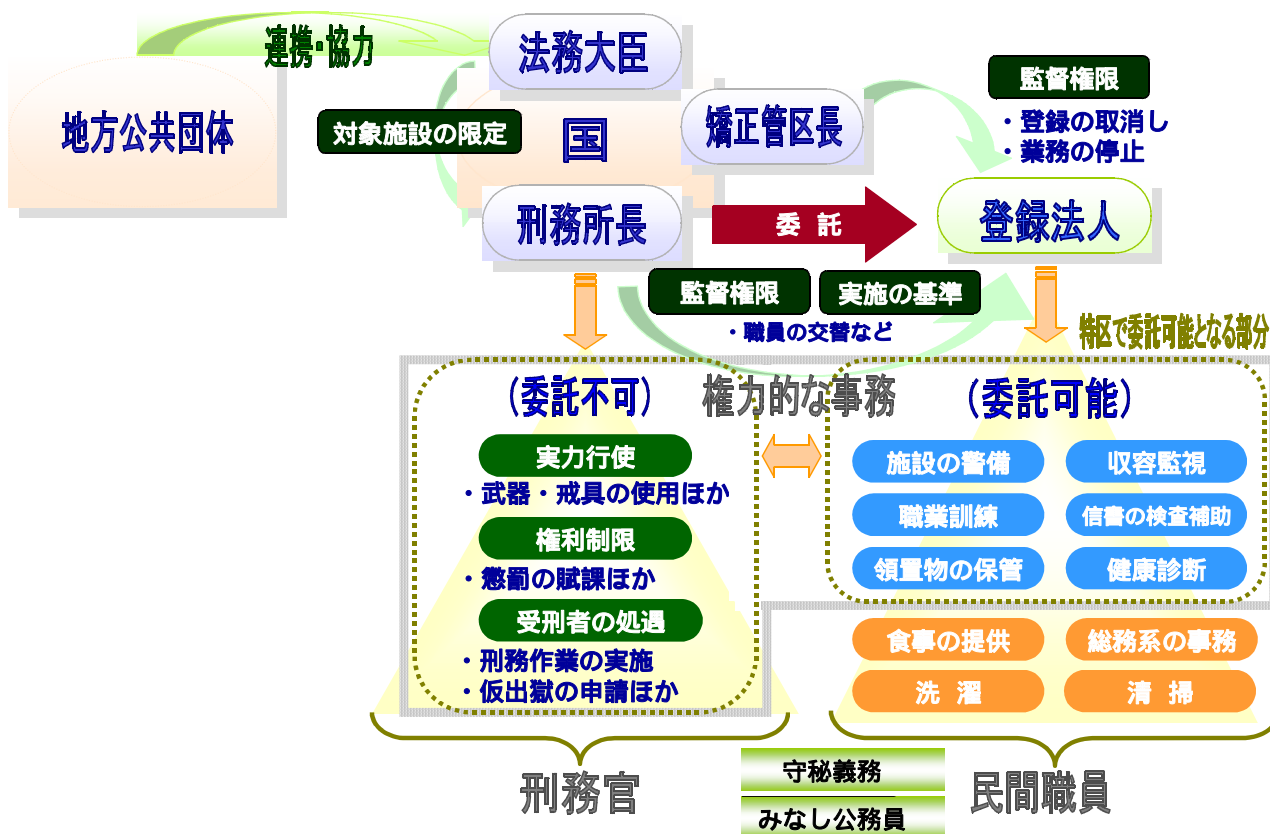 連携・協力
法務大臣
地方公共団体
対象施設の限定
国
矯正管区長
監督権限
・登録の取消し
・業務の停止
刑務所長
委 託
登録法人
監督権限
実施の基準
・職員の交替など
特区で委託可能となる部分
(委託不可)
権力的な事務
(委託可能)
実力行使
・武器・戒具の使用ほか
権利制限
・懲罰の賦課ほか
受刑者の処遇
・刑務作業の実施
・仮出獄の申請ほか
施設の警備
収容監視
職業訓練
信書の検査補助
領置物の保管
健康診断
食事の提供
総務系の事務
洗 濯
清 掃
刑務官
守秘義務
みなし公務員
民間職員